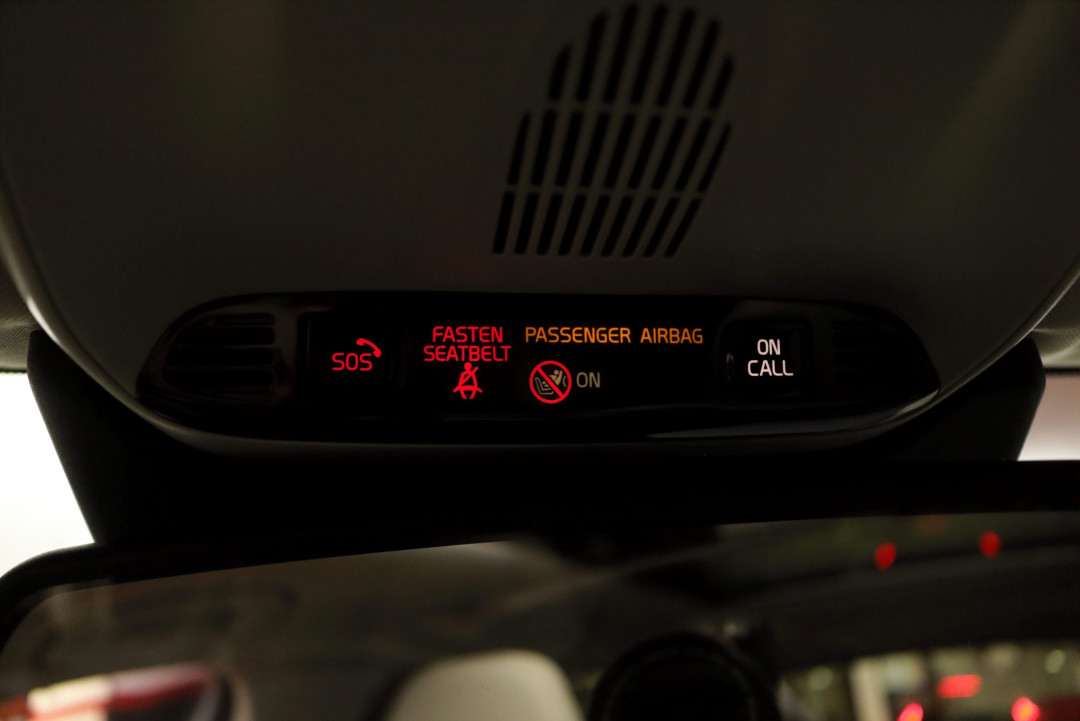 SOS
FASTEN
SEATBELT
PASSENGER AIRBAG
ON
ON
CALL